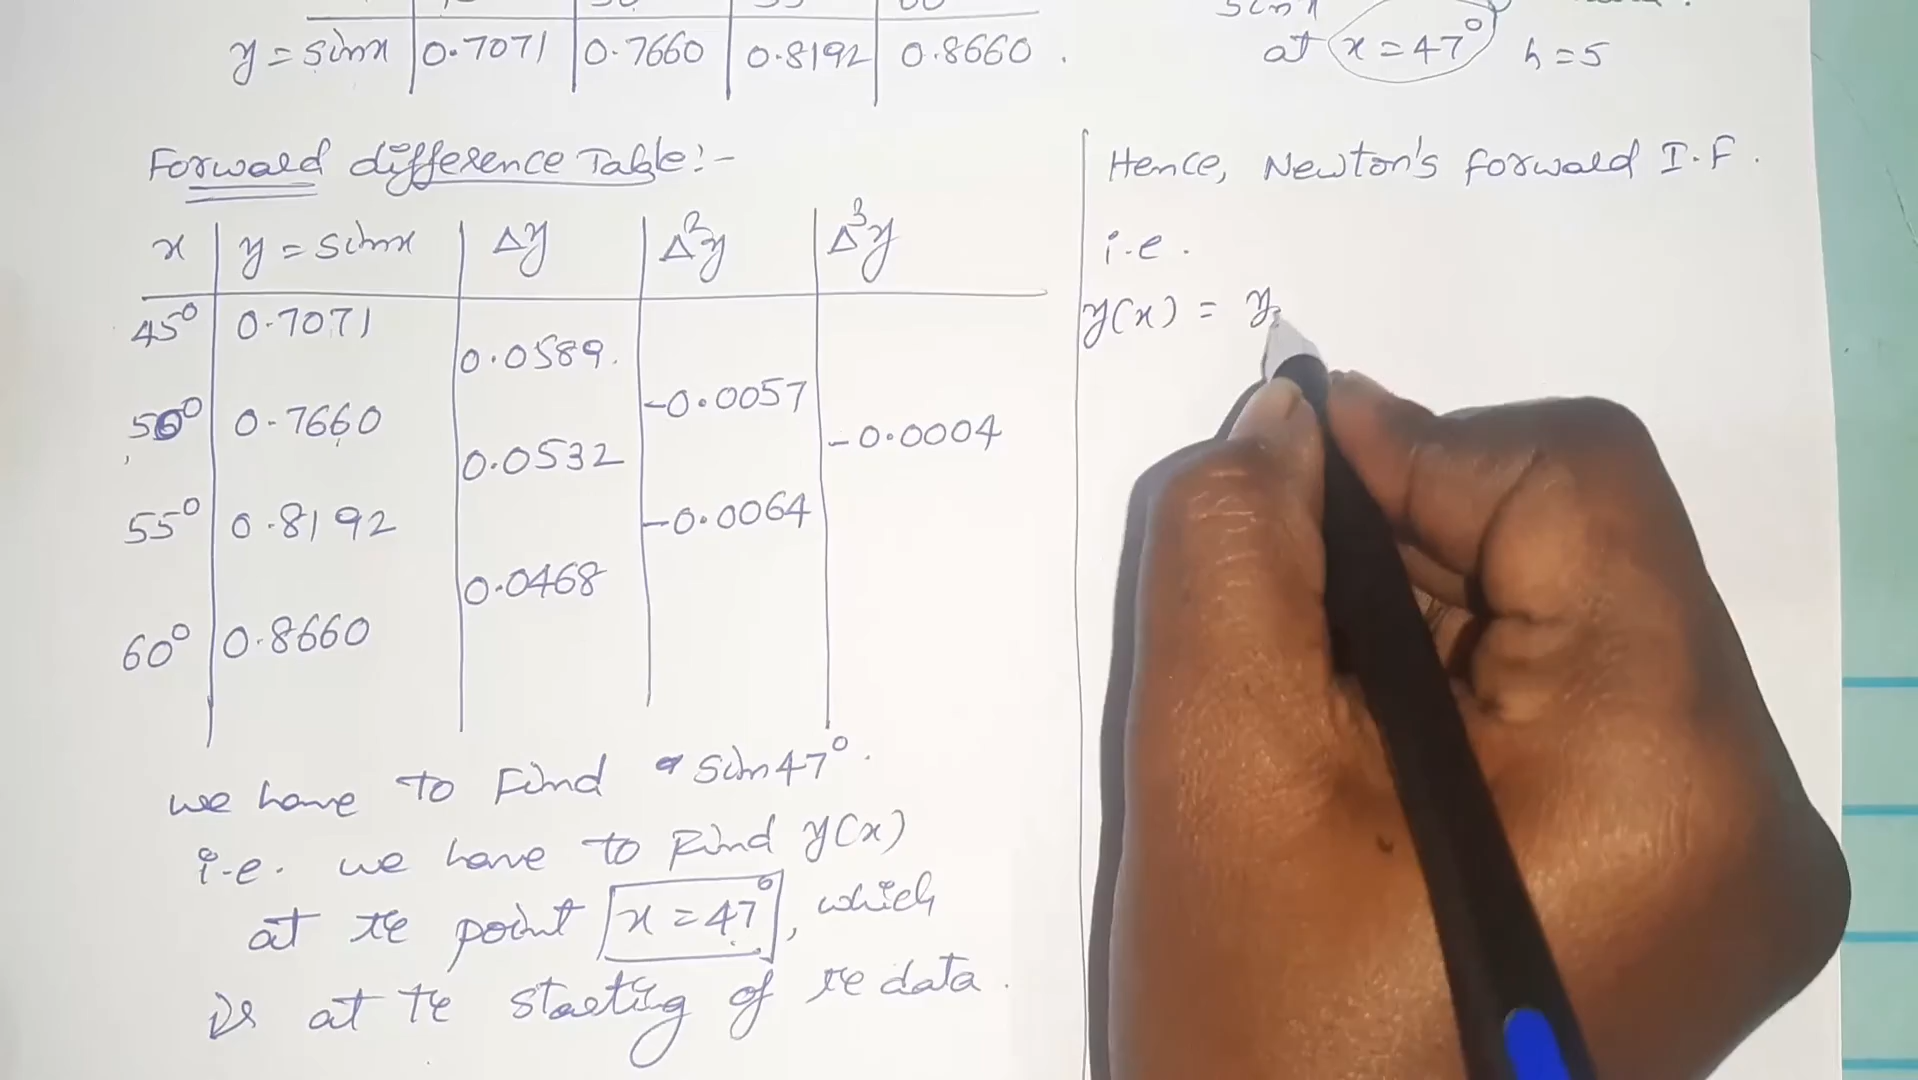 y = sinx 0.7071 0.7660 0.8192 0.8660
at x = 47° h = 5
Forward difference Table:-
x y = sinx Δy Δ²y Δ³y
45° 0.7071
0.0589
-0.0057
50° 0.7660
-0.0004
0.0532
55° 0.8192
-0.0064
0.0468
60° 0.8660
we have to Find sin47°.
i.e. we have to Find y(x)
at the point x = 47°, which
is at the starting of the data.
Hence, Newton's forward I.F.
i.e.
y(x) = y